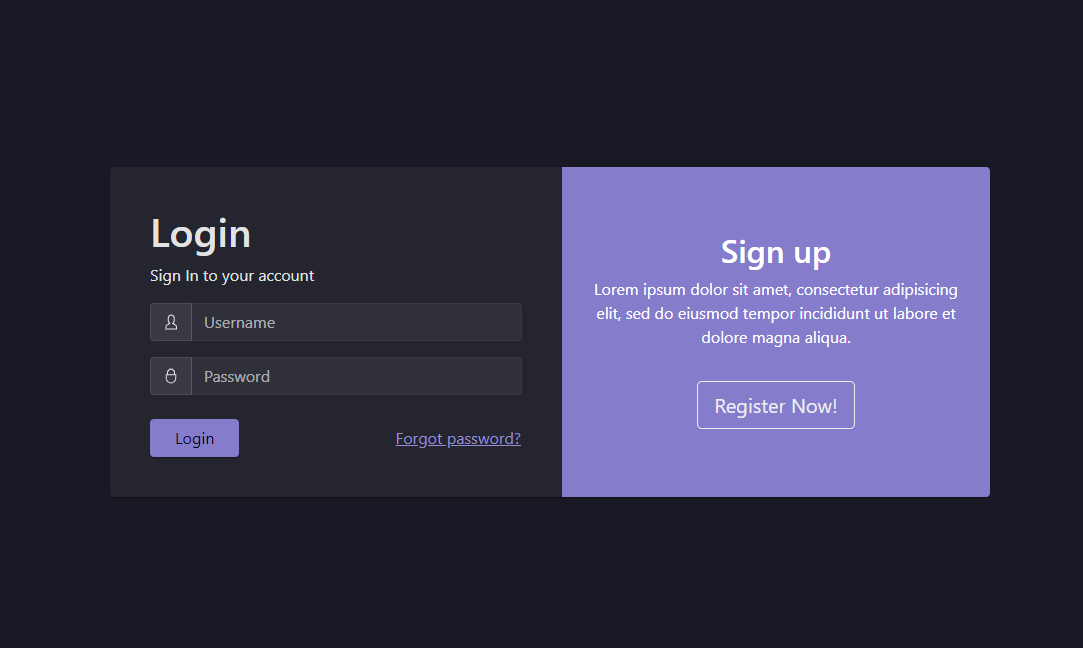 Login
Sign In to your account
Username
Password
Login
Forgot password?
Sign up
Lorem ipsum dolor sit amet, consectetur adipisicing
elit, sed do eiusmod tempor incididunt ut labore et
dolore magna aliqua.
Register Now!